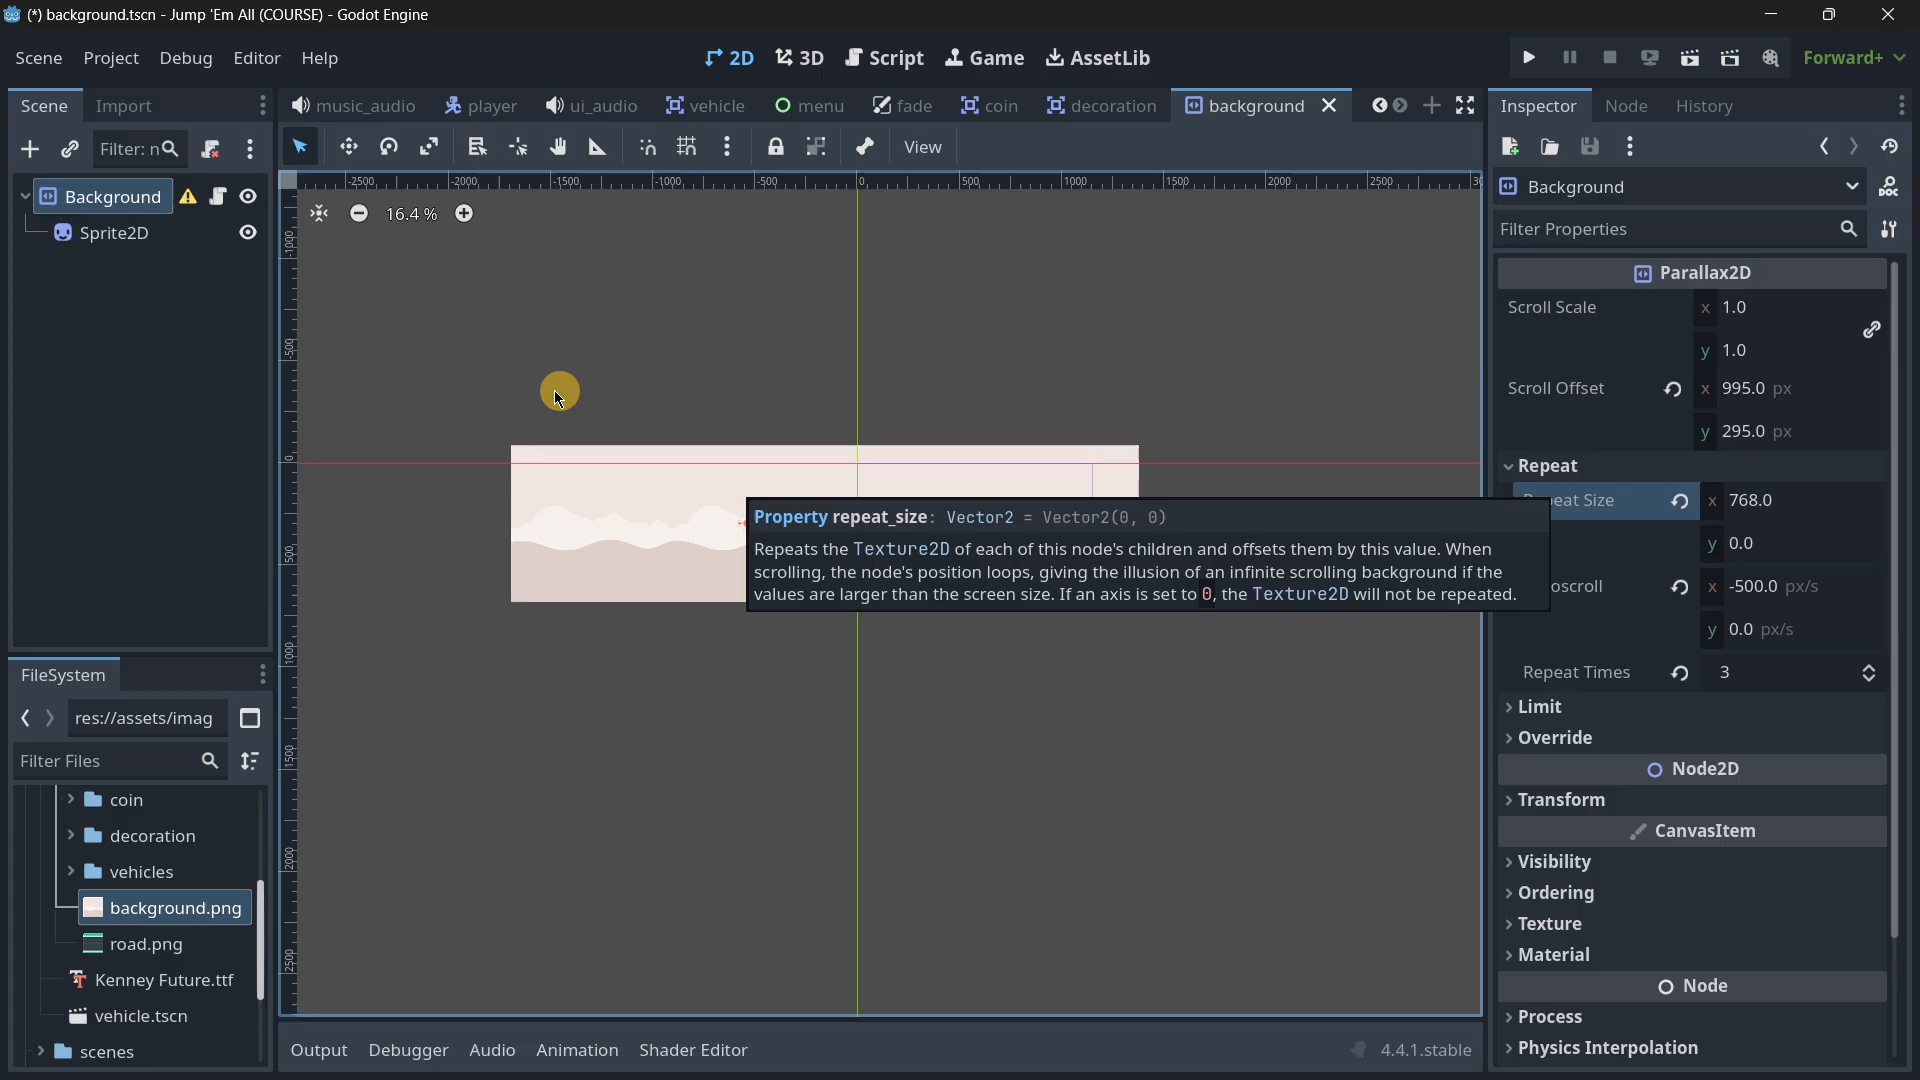 (*) background.tscn - Jump 'Em All (COURSE) - Godot Engine
Scene Project Debug Editor Help
2D 3D Script Game AssetLib
Forward+
Scene Import
music_audio player ui_audio vehicle menu fade coin decoration background
Inspector Node History
Filter: n
View
Background
Filter Properties
Background
Sprite2D
-2500 -2000 -1500 -1000 -500 0 500 1000 1500 2000 2500
16.4 %
-1000
-500
0
500
1000
1500
2000
2500
Parallax2D
Scroll Scale x 1.0
y 1.0
Scroll Offset x 995.0 px
y 295.0 px
Repeat
eat Size x 768.0
y 0.0
oscroll x -500.0 px/s
y 0.0 px/s
Repeat Times 3
Property repeat_size: Vector2 = Vector2(0, 0)
Repeats the Texture2D of each of this node's children and offsets them by this value. When
scrolling, the node's position loops, giving the illusion of an infinite scrolling background if the
values are larger than the screen size. If an axis is set to 0, the Texture2D will not be repeated.
Limit
Override
Node2D
Transform
CanvasItem
Visibility
Ordering
Texture
Material
Node
Process
Physics Interpolation
FileSystem
res://assets/imag
Filter Files
coin
decoration
vehicles
background.png
road.png
Kenney Future.ttf
vehicle.tscn
scenes
Output Debugger Audio Animation Shader Editor
4.4.1.stable